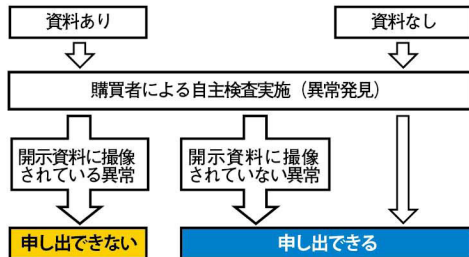 資料あり
資料なし
購買者による自主検査実施（異常発見）
開示資料に撮像
されている異常
開示資料に撮像
されていない異常
申し出できない
申し出できる